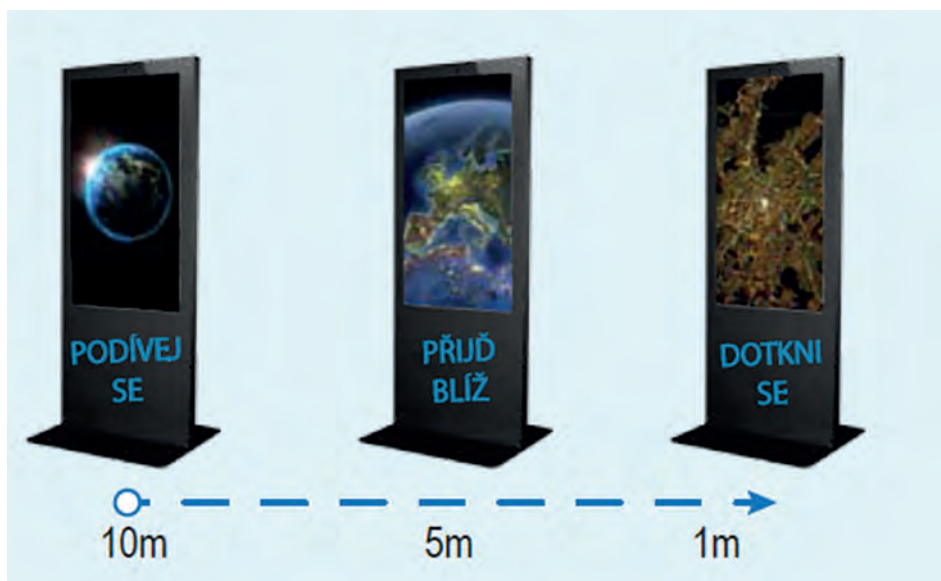 PODÍVEJ
SE
PŘIJĎ
BLÍŽ
DOTKNI
SE
10m
5m
1m